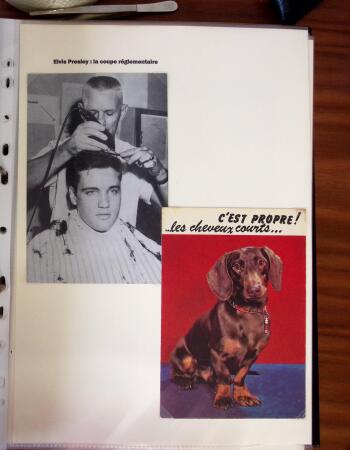 Elvis Presley : la coupe réglementaire
C'EST PROPRE!
...les cheveux courts...